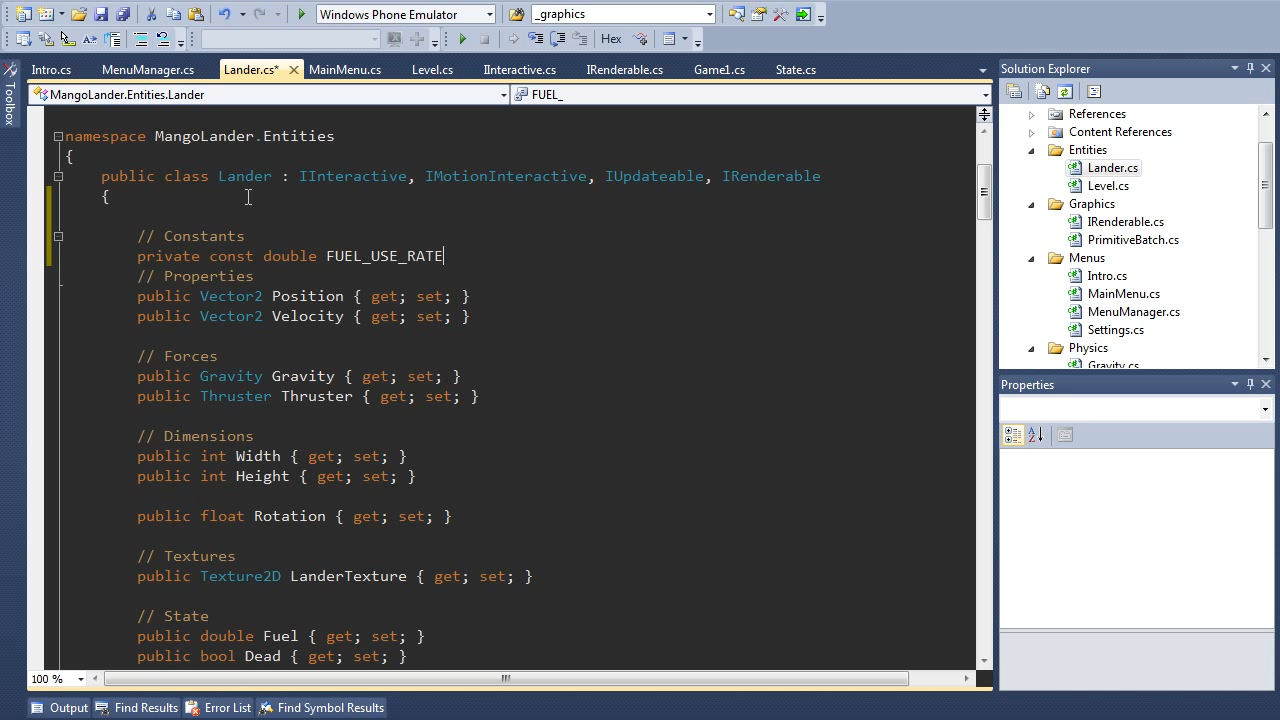 Windows Phone Emulator
_graphics
Hex
Intro.cs MenuManager.cs Lander.cs* MainMenu.cs Level.cs IInteractive.cs IRenderable.cs Game1.cs State.cs
Toolbox
MangoLander.Entities.Lander FUEL_
namespace MangoLander.Entities
{
public class Lander : IInteractive, IMotionInteractive, IUpdateable, IRenderable
{
// Constants
private const double FUEL_USE_RATE
// Properties
public Vector2 Position { get; set; }
public Vector2 Velocity { get; set; }
// Forces
public Gravity Gravity { get; set; }
public Thruster Thruster { get; set; }
// Dimensions
public int Width { get; set; }
public int Height { get; set; }
public float Rotation { get; set; }
// Textures
public Texture2D LanderTexture { get; set; }
// State
public double Fuel { get; set; }
public bool Dead { get; set; }
100 %
Solution Explorer
References
Content References
Entities
Lander.cs
Level.cs
Graphics
IRenderable.cs
PrimitiveBatch.cs
Menus
Intro.cs
MainMenu.cs
MenuManager.cs
Settings.cs
Physics
Gravity.cs
Properties
Output Find Results Error List Find Symbol Results